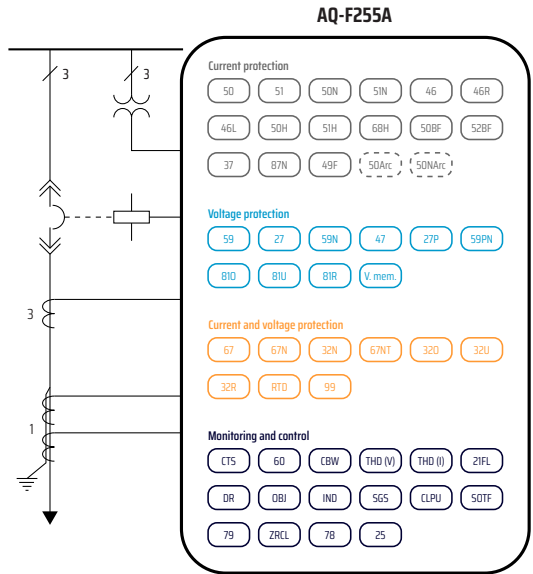 AQ-F255A
3
3
Current protection
50 51 50N 51N 46 46R
46L 50H 51H 68H 50BF 52BF
37 87N 49F 50Arc 50NArc
Voltage protection
59 27 59N 47 27P 59PN
81O 81U 81R V. mem.
3
Current and voltage protection
67 67N 32N 67NT 32O 32U
32R RTD 99
1
Monitoring and control
CTS 60 CBW THD (V) THD (I) 21FL
DR OBJ IND SGS CLPU SOTF
79 ZRCL 78 25